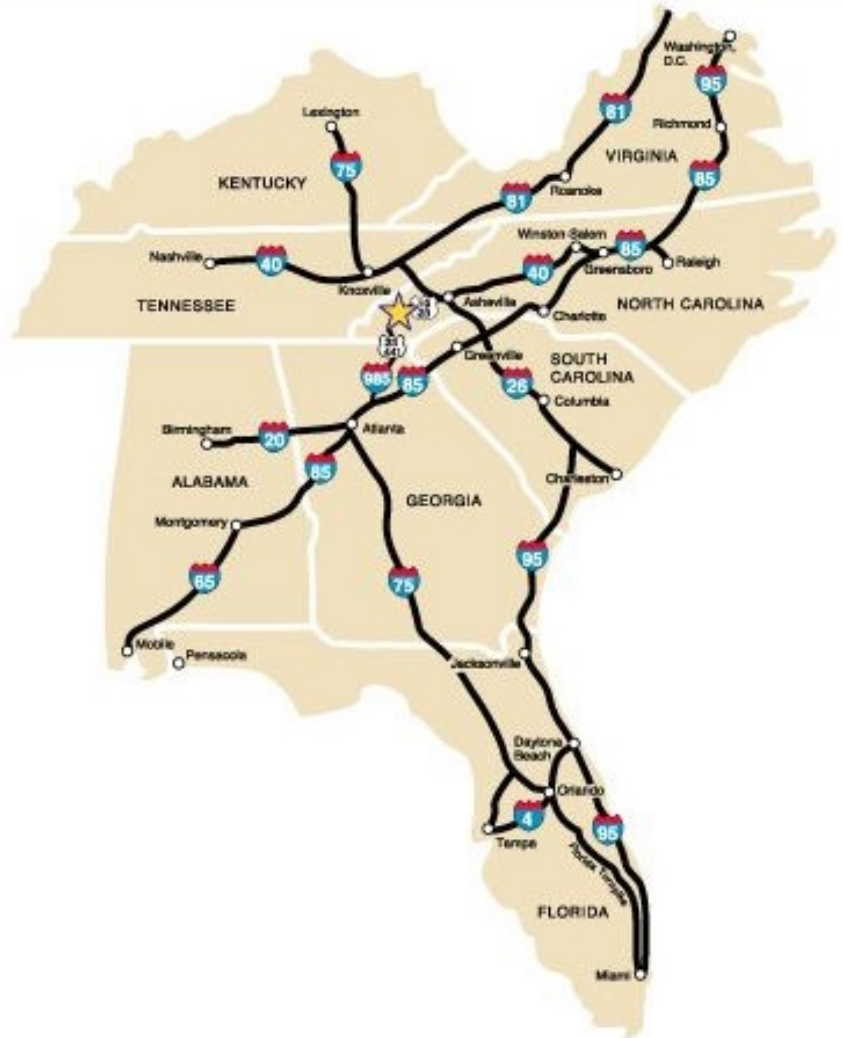 Washington,
D.C.
95
81
Lexington
Richmond
75
VIRGINIA
KENTUCKY
85
81
Roanoke
Winston-Salem
Nashville
40
85
40
Greensboro
Raleigh
Knoxville
TENNESSEE
Asheville
NORTH CAROLINA
Charlotte
23
441
Greenville
SOUTH
CAROLINA
985
85
26
Columbia
Birmingham
20
Atlanta
85
ALABAMA
Charleston
GEORGIA
Montgomery
95
65
75
Mobile
Pensacola
Jacksonville
Daytona
Beach
Orlando
4
95
Tampa
Florida Turnpike
FLORIDA
Miami